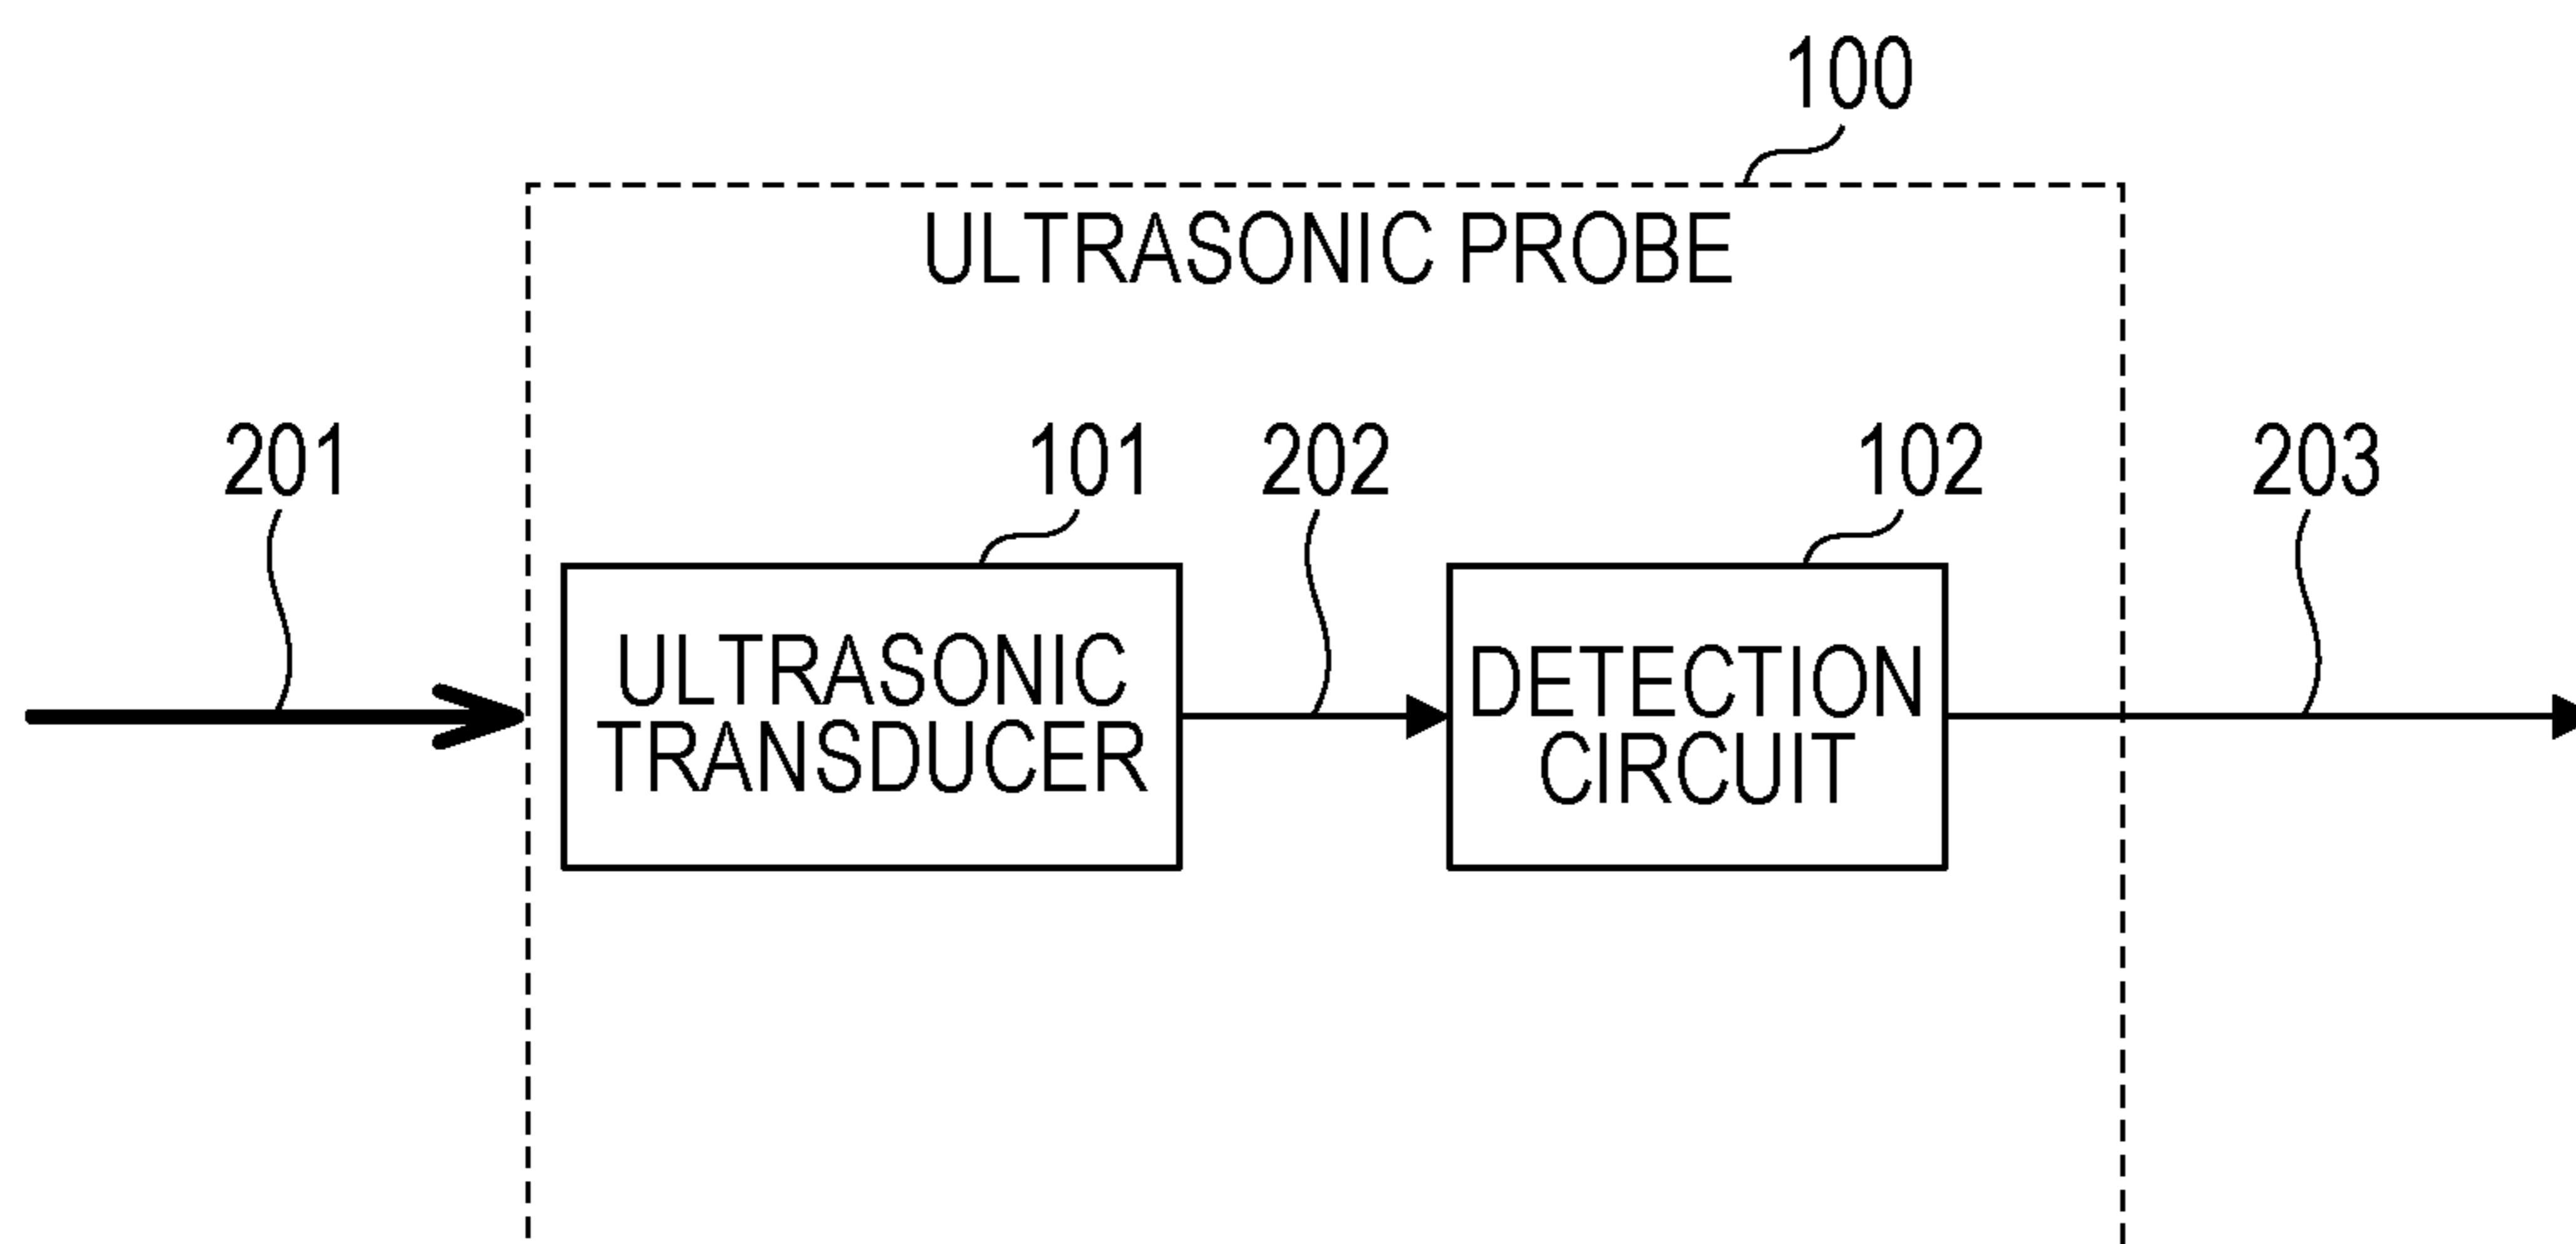 100
ULTRASONIC PROBE
201
101
202
102
203
ULTRASONIC
TRANSDUCER
DETECTION
CIRCUIT